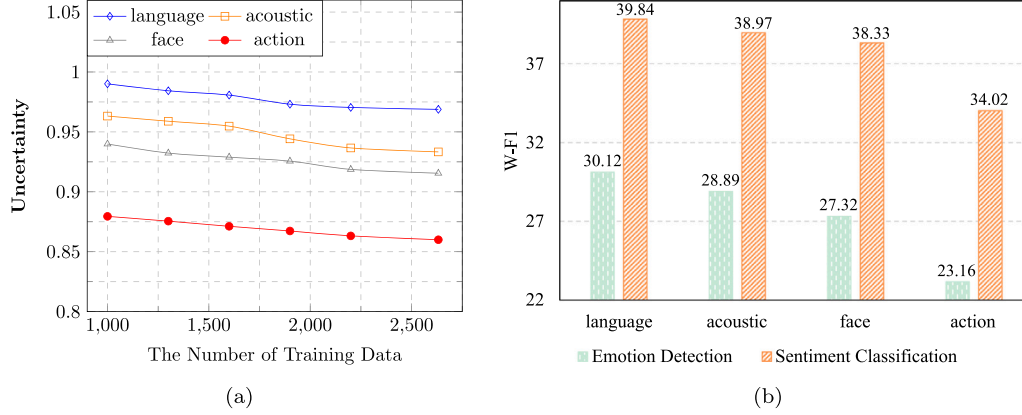 language
acoustic
face
action
1.05
1
0.95
0.9
0.85
0.8
Uncertainty
1,000
1,500
2,000
2,500
The Number of Training Data
(a)
37
32
27
22
W-F1
39.84
38.97
38.33
34.02
30.12
28.89
27.32
23.16
language
acoustic
face
action
Emotion Detection
Sentiment Classification
(b)